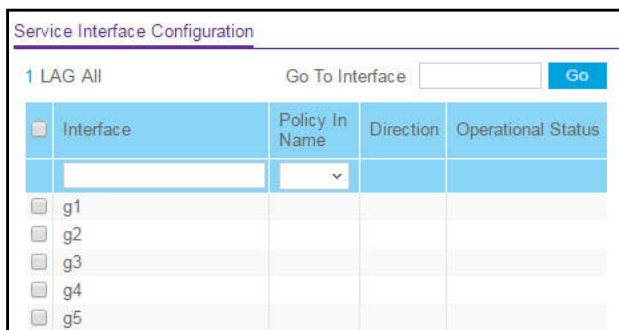 Service Interface Configuration
1 LAG All Go To Interface Go
Interface Policy In Name Direction Operational Status
g1
g2
g3
g4
g5